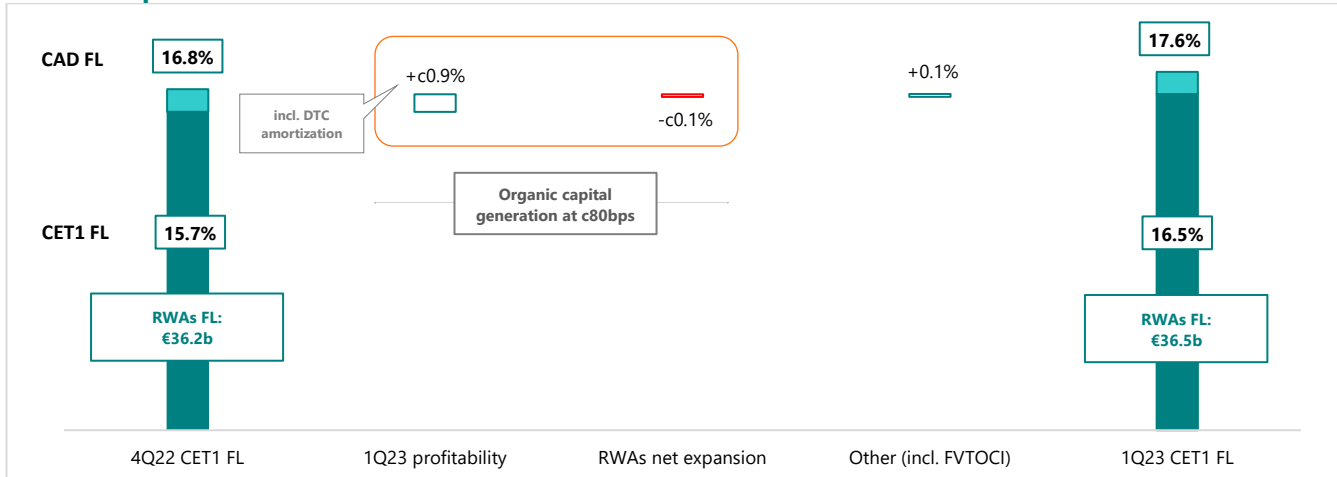 CAD FL
16.8%
17.6%
+c0.9%
+0.1%
incl. DTC
amortization
-c0.1%
Organic capital
generation at c80bps
CET1 FL
15.7%
16.5%
RWAs FL:
€36.2b
RWAs FL:
€36.5b
4Q22 CET1 FL
1Q23 profitability
RWAs net expansion
Other (incl. FVTOCI)
1Q23 CET1 FL